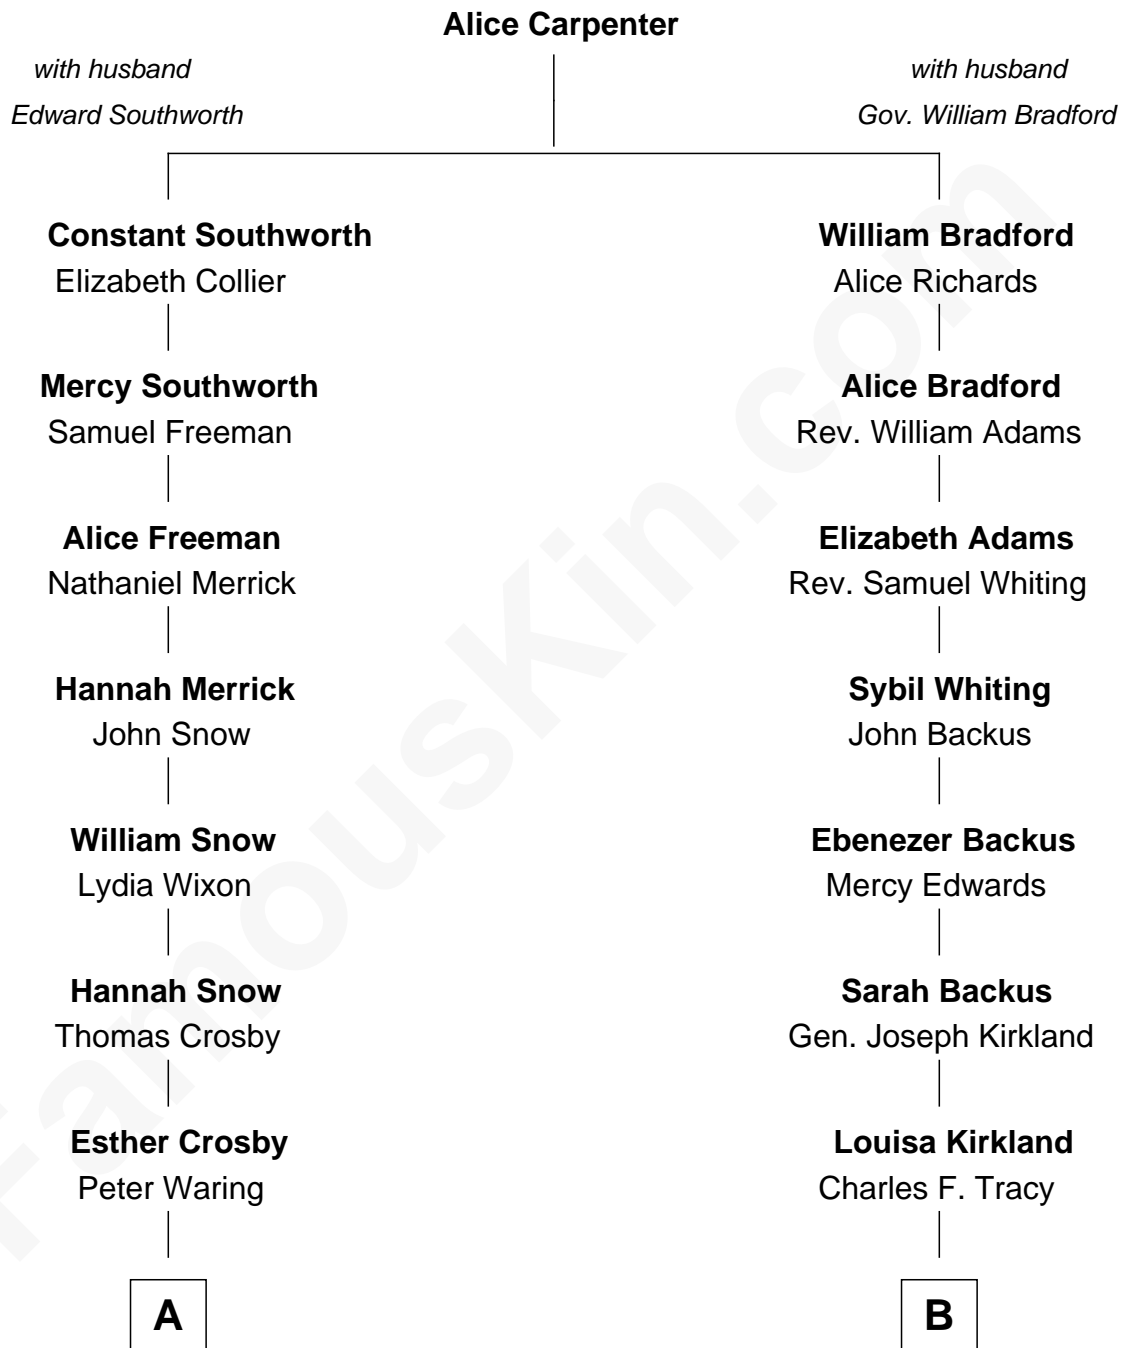 Alice Carpenter
with husband
Edward Southworth
with husband
Gov. William Bradford
Constant Southworth
Elizabeth Collier
William Bradford
Alice Richards
Mercy Southworth
Samuel Freeman
Alice Bradford
Rev. William Adams
Alice Freeman
Nathaniel Merrick
Elizabeth Adams
Rev. Samuel Whiting
Hannah Merrick
John Snow
Sybil Whiting
John Backus
William Snow
Lydia Wixon
Ebenezer Backus
Mercy Edwards
Hannah Snow
Thomas Crosby
Sarah Backus
Gen. Joseph Kirkland
Esther Crosby
Peter Waring
Louisa Kirkland
Charles F. Tracy
A
B
FamousKin.com